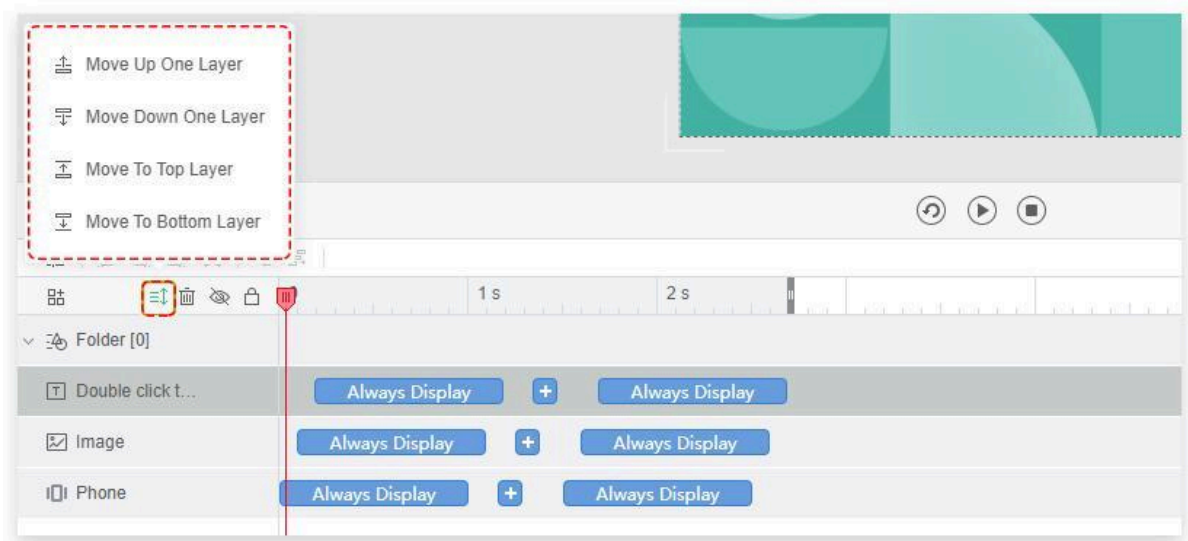 Move Up One Layer
Move Down One Layer
Move To Top Layer
Move To Bottom Layer
1 s
2 s
Folder [0]
Double click t...
Always Display + Always Display
Image
Always Display + Always Display
Phone
Always Display + Always Display